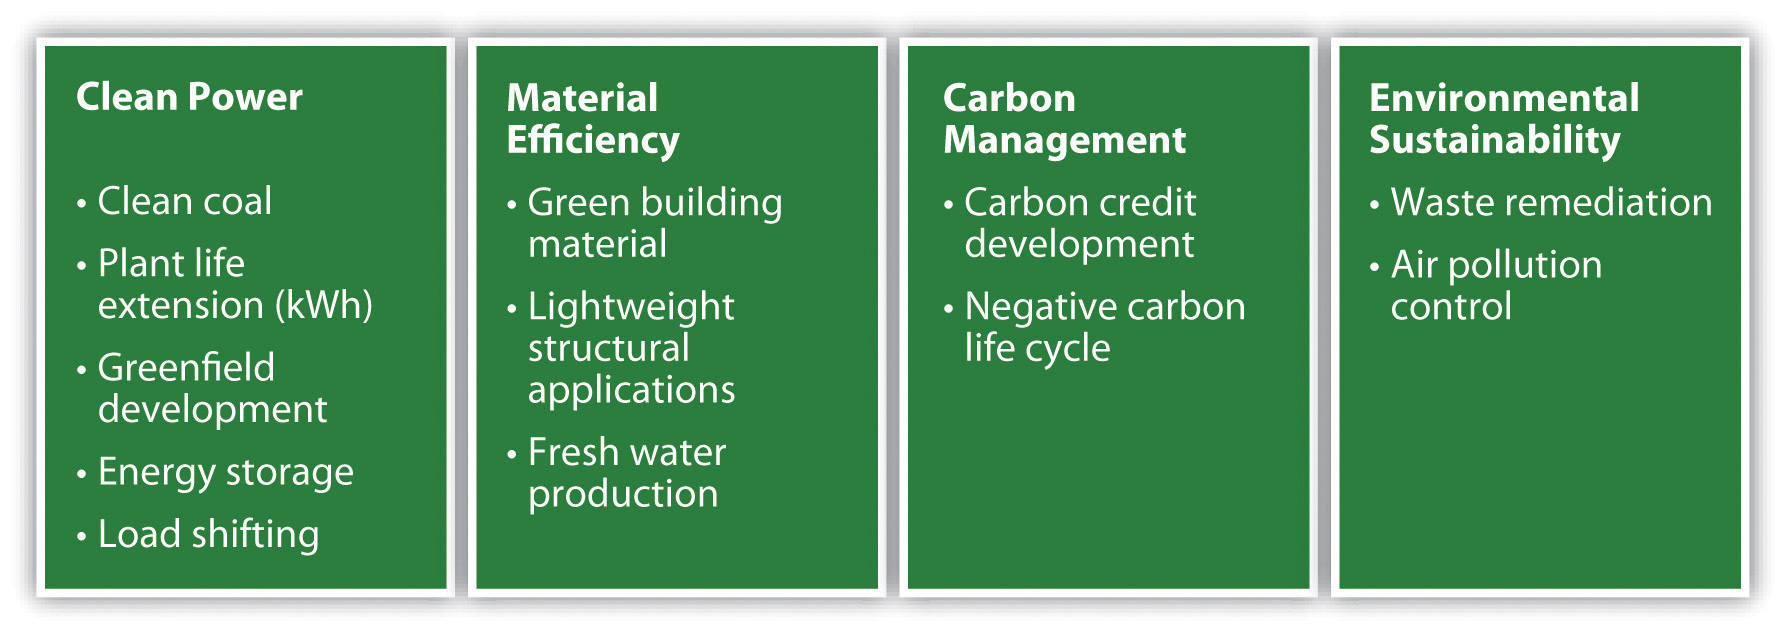 Clean Power
• Clean coal
• Plant life
extension (kWh)
• Greenfield
development
• Energy storage
• Load shifting
Material
Efficiency
• Green building
material
• Lightweight
structural
applications
• Fresh water
production
Carbon
Management
• Carbon credit
development
• Negative carbon
life cycle
Environmental
Sustainability
• Waste remediation
• Air pollution
control